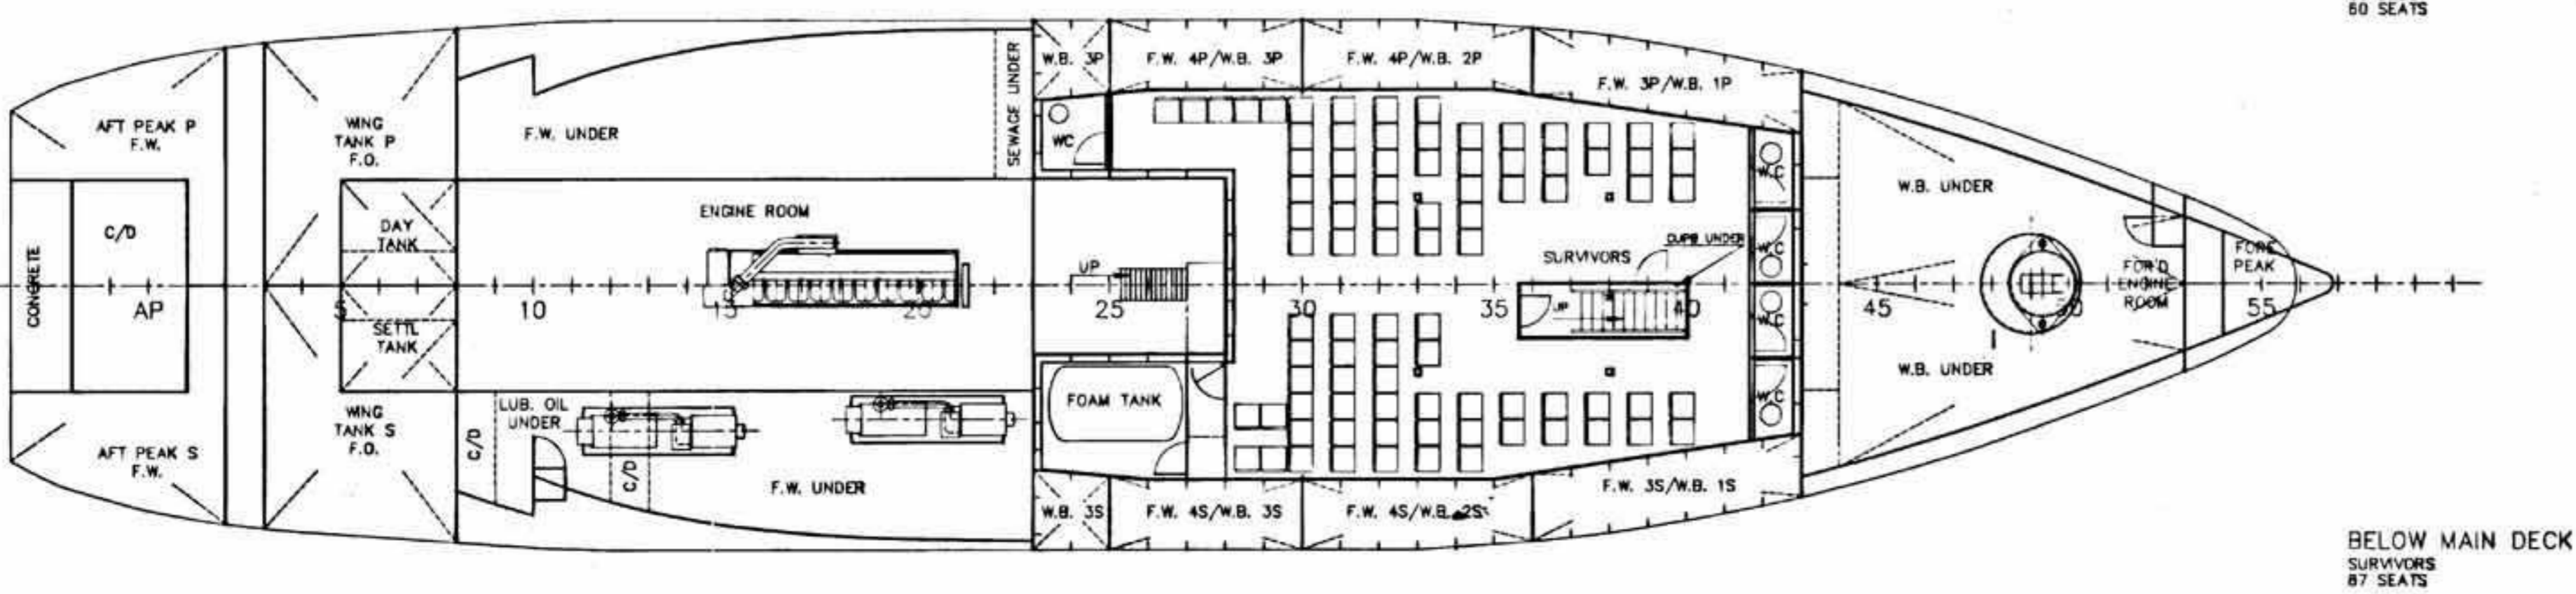 60 SEATS
W.B. 3P
F.W. 4P/W.B. 3P
F.W. 4P/W.B. 2P
F.W. 3P/W.B. 1P
SEWAGE UNDER
AFT PEAK P
F.W.
WING
TANK P
F.O.
F.W. UNDER
WC
W.C
W.B. UNDER
C/D
DAY
TANK
ENGINE ROOM
SURVIVORS
W.C
FORE
PEAK
CONCRETE
UP
FOR'D
ENGINE
ROOM
AP
5
10
15
20
25
30
35
UP
40
W.C
45
50
55
SETTL
TANK
W.B. UNDER
WING
TANK S
F.O.
LUB. OIL
UNDER
FOAM TANK
W.C
AFT PEAK S
F.W.
C/D
C/D
F.W. UNDER
W.B. 3S
F.W. 4S/W.B. 3S
F.W. 4S/W.B. 2S
F.W. 3S/W.B. 1S
BELOW MAIN DECK
SURVIVORS
87 SEATS